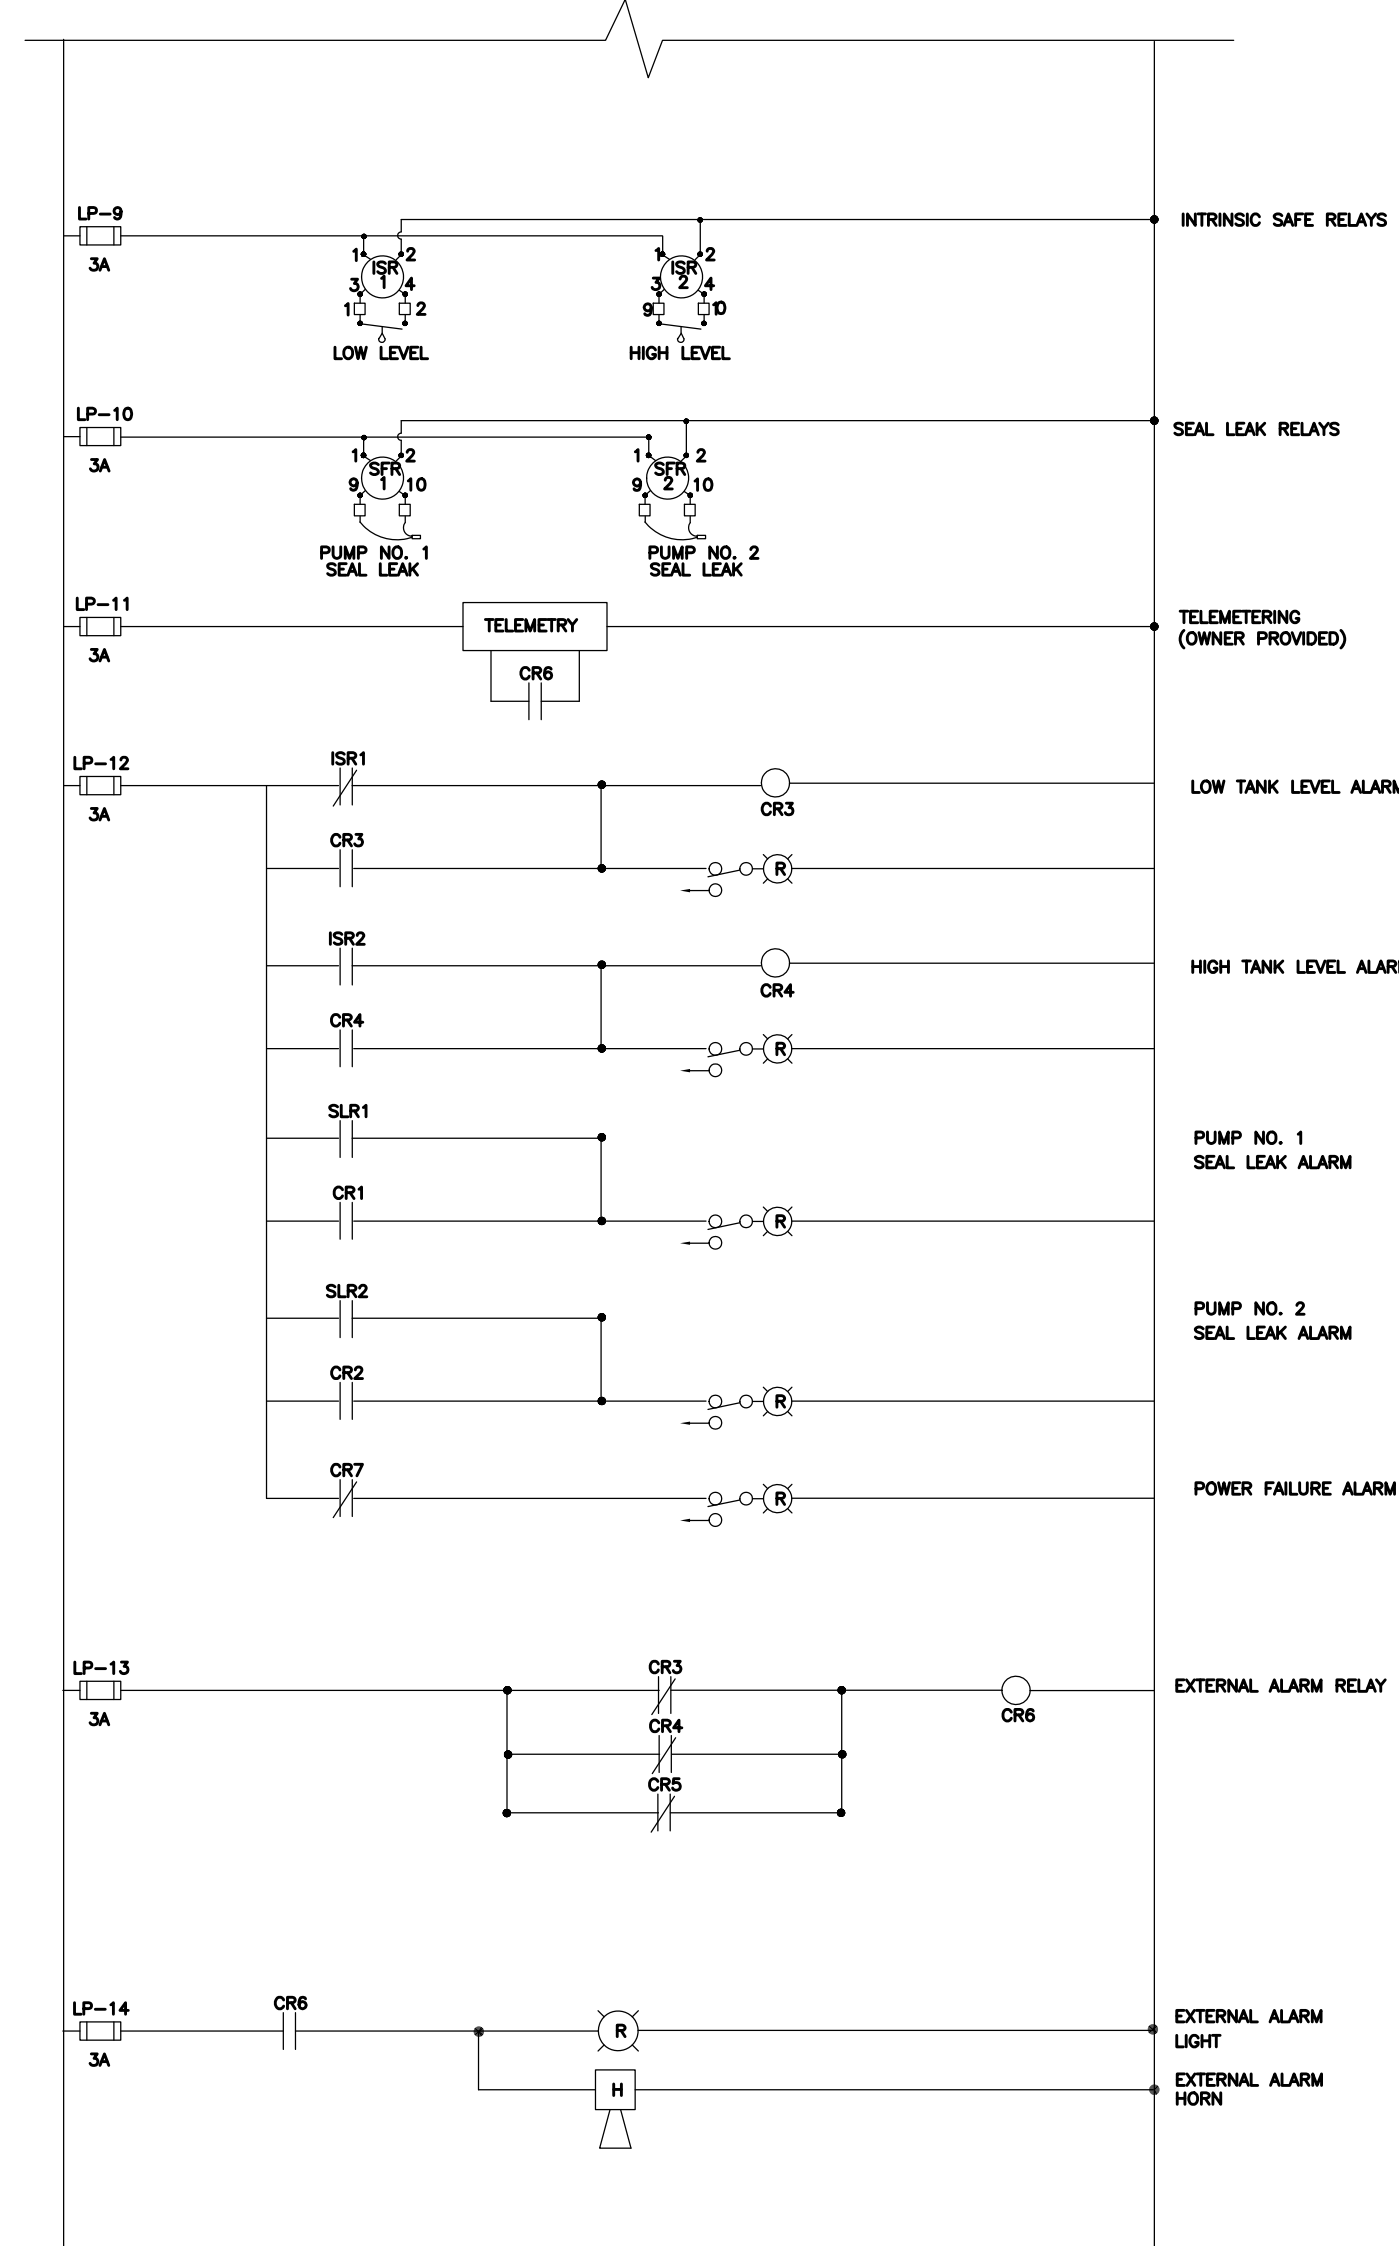 LP-9
3A
INTRINSIC SAFE RELAYS
1 2
ISR
1
3 4
1 2
LOW LEVEL
1 2
ISR
2
3 4
9 10
HIGH LEVEL
LP-10
3A
SEAL LEAK RELAYS
1 2
SFR
1
9 10
PUMP NO. 1
SEAL LEAK
1 2
SFR
2
9 10
PUMP NO. 2
SEAL LEAK
LP-11
3A
TELEMETRY
CR6
TELEMETERING
(OWNER PROVIDED)
LP-12
3A
ISR1
CR3
LOW TANK LEVEL ALARM
CR3
R
ISR2
CR4
HIGH TANK LEVEL ALAR
CR4
R
SLR1
PUMP NO. 1
SEAL LEAK ALARM
CR1
R
SLR2
PUMP NO. 2
SEAL LEAK ALARM
CR2
R
CR7
R
POWER FAILURE ALARM
LP-13
3A
CR3
CR4
CR5
CR6
EXTERNAL ALARM RELAY
LP-14
3A
CR6
R
EXTERNAL ALARM
LIGHT
H
EXTERNAL ALARM
HORN